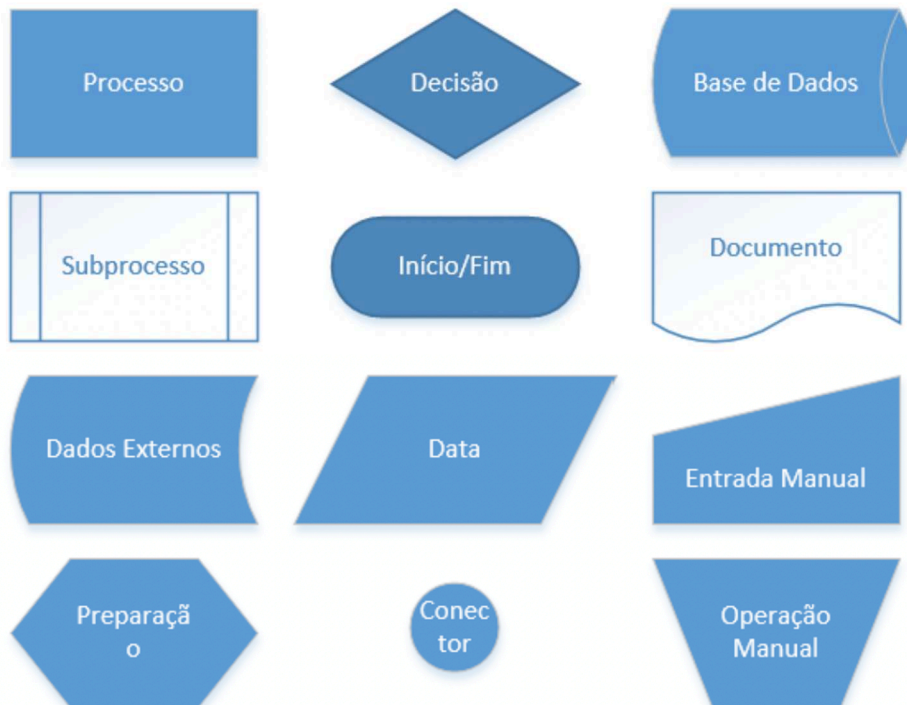 Processo
Decisão
Base de Dados
Subprocesso
Início/Fim
Documento
Dados Externos
Data
Entrada Manual
Preparaçã
o
Conec
tor
Operação
Manual